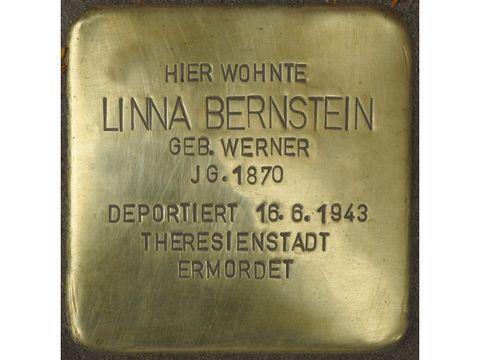 HIER WOHNTE
LINNA BERNSTEIN
GEB. WERNER
JG. 1870
DEPORTIERT 16.6.1943
THERESIENSTADT
ERMORDET